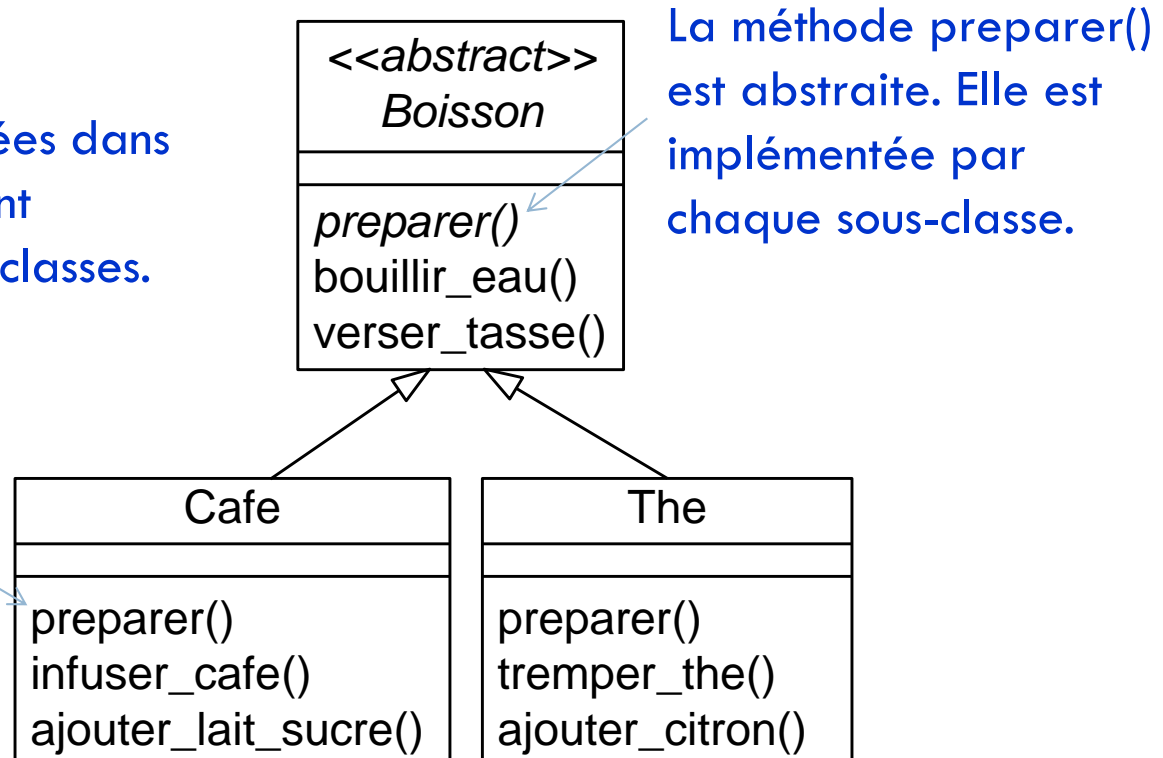 <<abstract>>
Boisson
preparer()
bouillir_eau()
verser_tasse()
La méthode preparer()
est abstraite. Elle est
implémentée par
chaque sous-classe.
ées dans
nt
classes.
Cafe
preparer()
infuser_cafe()
ajouter_lait_sucre()
The
preparer()
tremper_the()
ajouter_citron()